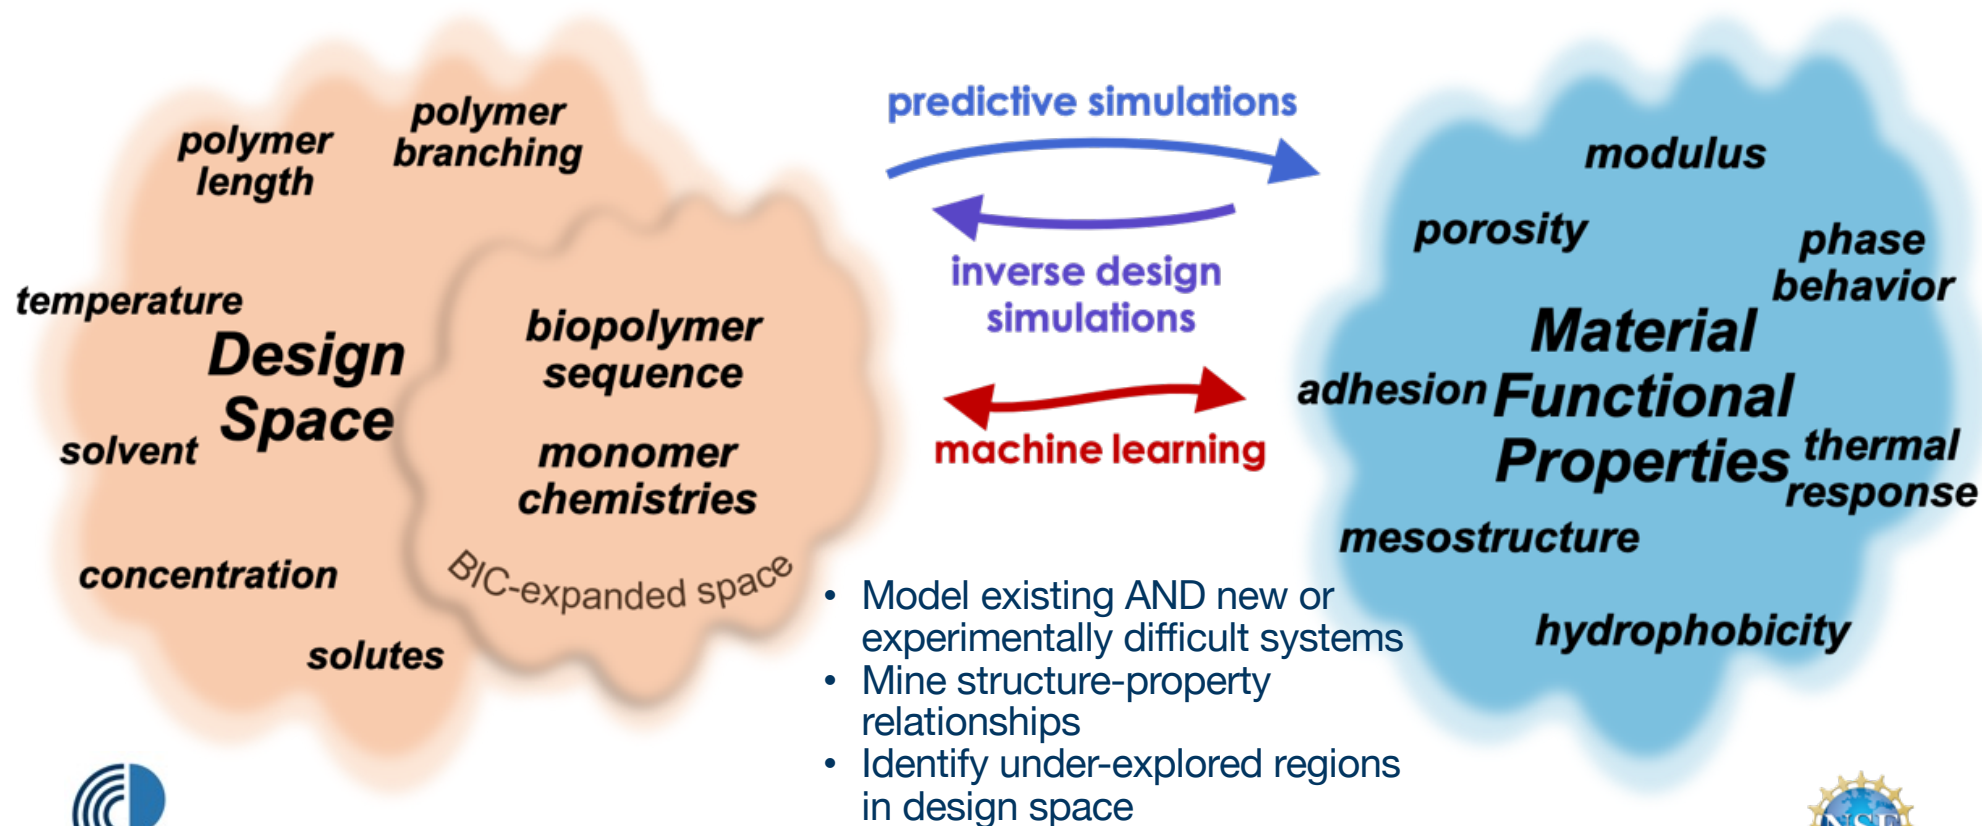 polymer
length
polymer
branching
temperature
Design
Space
solvent
concentration
solutes
biopolymer
sequence
monomer
chemistries
BIC-expanded space
predictive simulations
inverse design
simulations
machine learning
• Model existing AND new or
experimentally difficult systems
• Mine structure-property
relationships
• Identify under-explored regions
in design space
modulus
porosity
phase
behavior
Material
Functional
Properties
adhesion
thermal
response
mesostructure
hydrophobicity
NSF